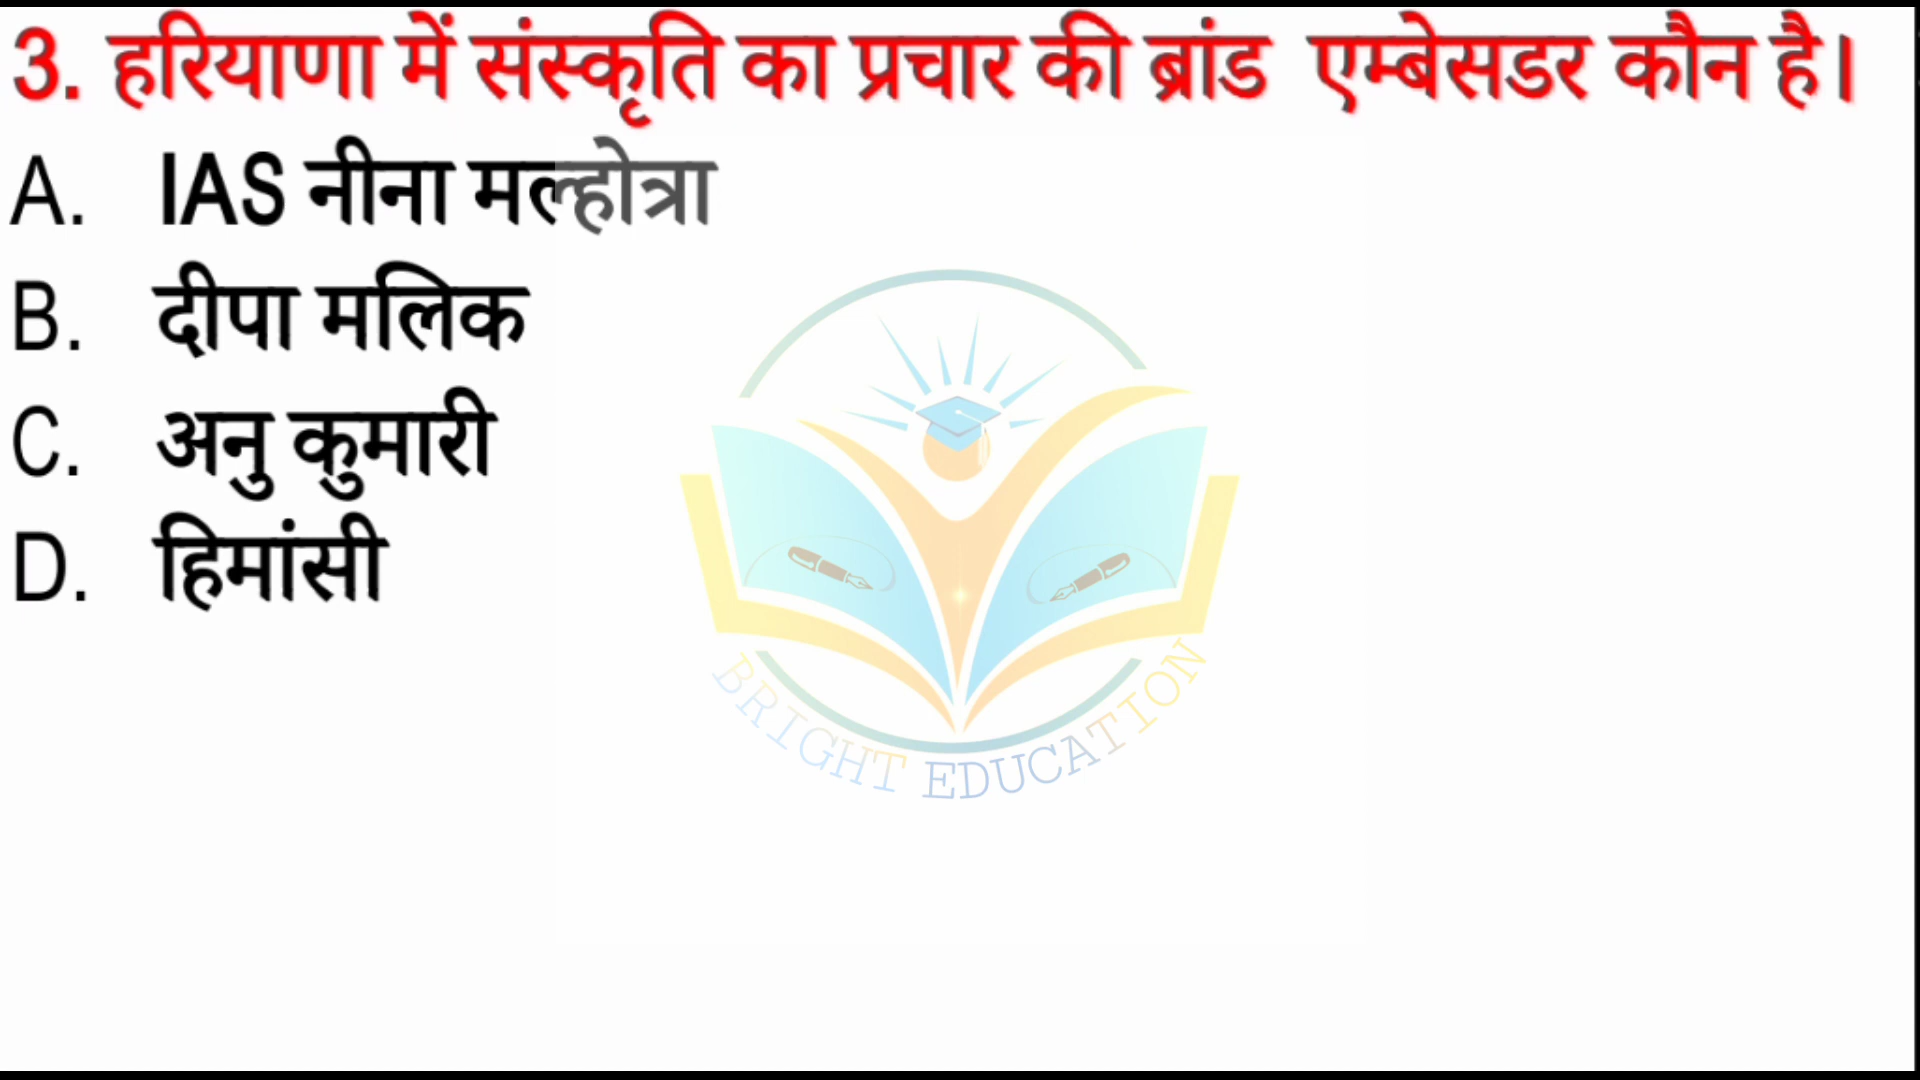 3. हरियाणा में संस्कृति का प्रचार की ब्रांड एम्बेसडर कौन है।
A. IAS नीना मल्होत्रा
B. दीपा मलिक
C. अनु कुमारी
D. हिमांसी
BRIGHT EDUCATION